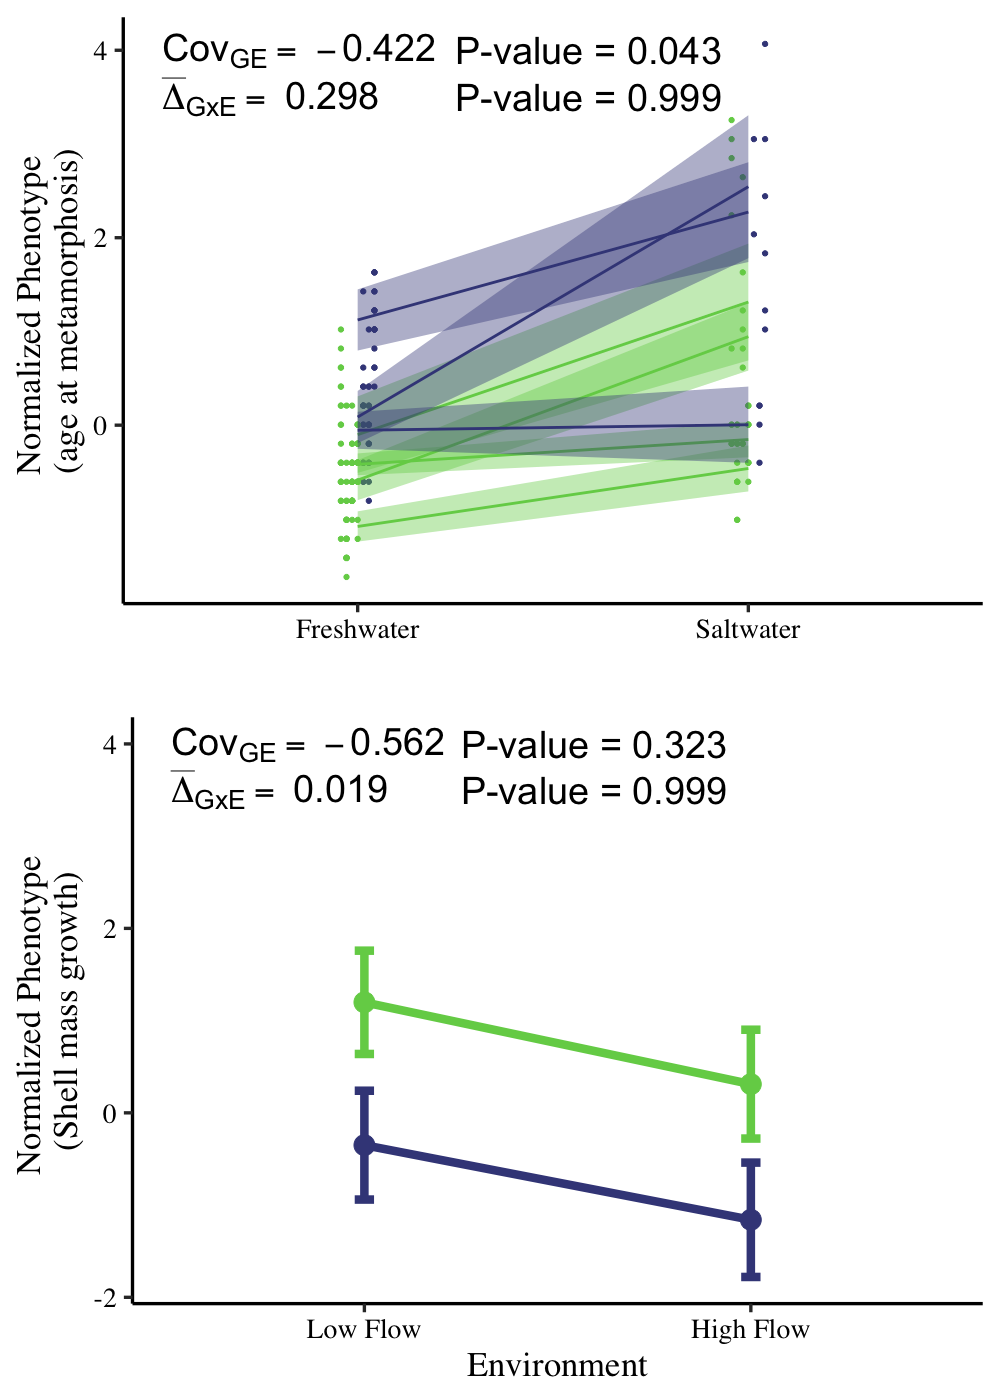 Cov_GE = −0.422 P-value = 0.043
Δ̅_GxE = 0.298 P-value = 0.999
Normalized Phenotype
(age at metamorphosis)
4
2
0
Freshwater Saltwater
Cov_GE = −0.562 P-value = 0.323
Δ̅_GxE = 0.019 P-value = 0.999
Normalized Phenotype
(Shell mass growth)
4
2
0
-2
Low Flow High Flow
Environment